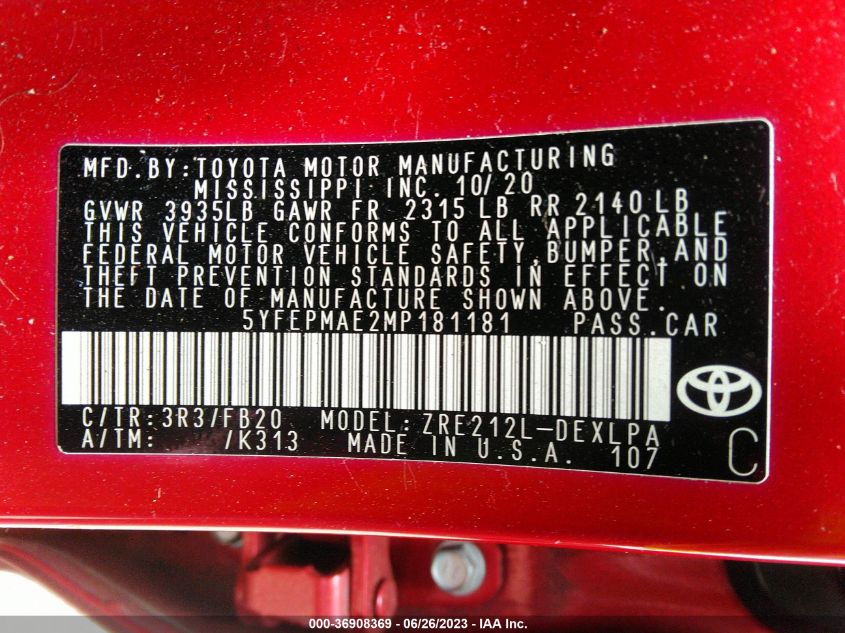 MFD.BY:TOYOTA MOTOR MANUFACTURING
MISSISSIPPI INC. 10/20
GVWR 3935LB GAWR FR 2315 LB RR 2140 LB
THIS VEHICLE CONFORMS TO ALL APPLICABLE
FEDERAL MOTOR VEHICLE SAFETY,BUMPER,AND
THEFT PREVENTION STANDARDS IN EFFECT ON
THE DATE OF MANUFACTURE SHOWN ABOVE.
5YFEPMAE2MP181181 PASS.CAR
C/TR:3R3/FB20 MODEL:ZRE212L-DEXLPA
A/TM: /K313 MADE IN U.S.A. 107
C
000-36908369 | 06/26/2023 - IAA Inc.